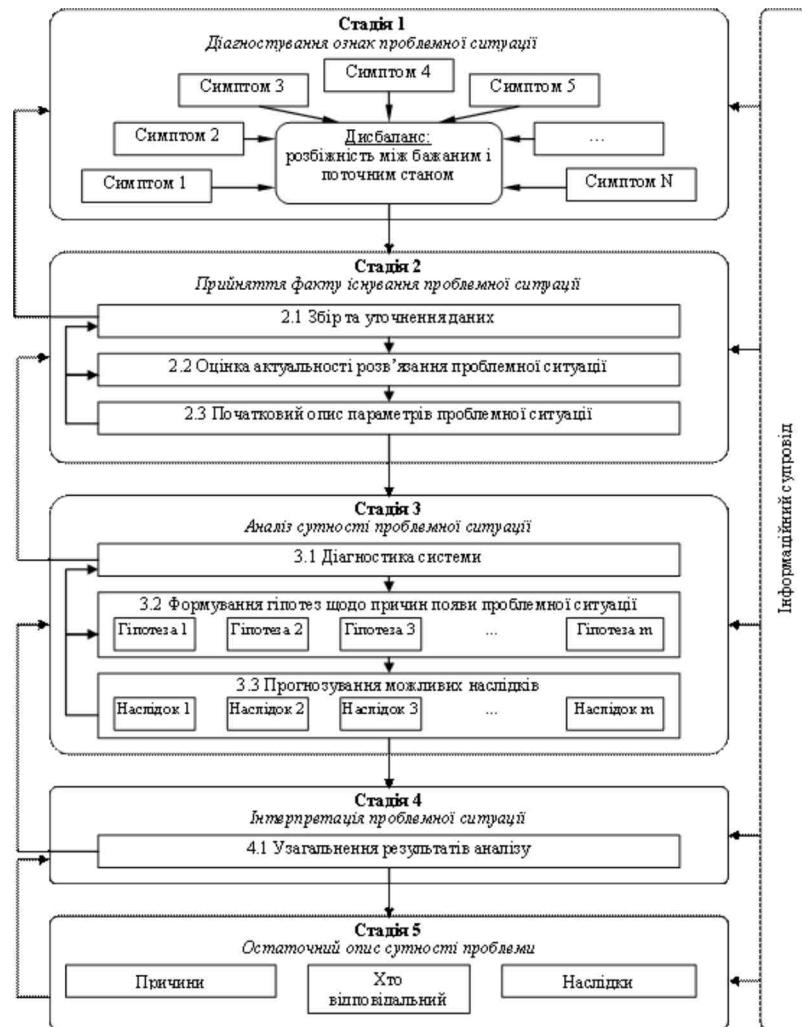 Стадія 1
Діагностування ознак проблемної ситуації
Симптом 4
Симптом 3
Симптом 5
Симптом 2
Дисбаланс:
розбіжність між бажаним і
поточним станом
...
Симптом 1
Симптом N
Стадія 2
Прийняття факту існування проблемної ситуації
2.1 Збір та уточнення даних
2.2 Оцінка актуальності розв’язання проблемної ситуації
2.3 Початковий опис параметрів проблемної ситуації
Стадія 3
Аналіз сутності проблемної ситуації
3.1 Діагностика системи
3.2 Формування гіпотез щодо причин появи проблемної ситуації
Гіпотеза 1 Гіпотеза 2 Гіпотеза 3 ... Гіпотеза m
3.3 Прогнозування можливих наслідків
Наслідок 1 Наслідок 2 Наслідок 3 ... Наслідок m
Стадія 4
Інтерпретація проблемної ситуації
4.1 Узагальнення результатів аналізу
Стадія 5
Остаточний опис сутності проблеми
Причини
Хто
відповідальний
Наслідки
Інформаційний супровід